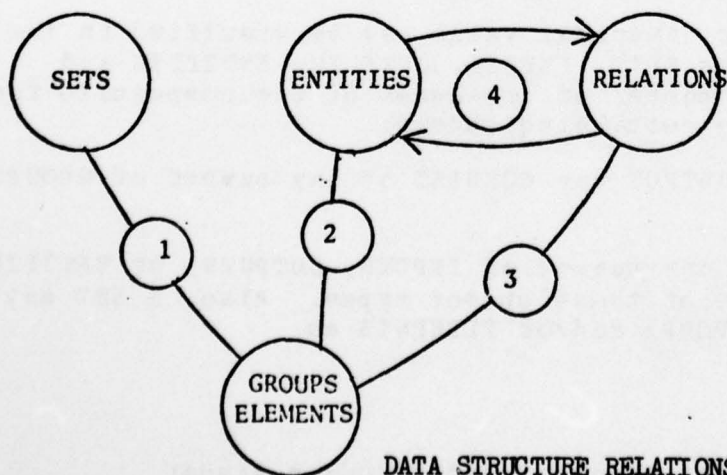 SETS
ENTITIES
RELATIONS
4
1
2
3
GROUPS
ELEMENTS
DATA STRUCTURE RELATIONS